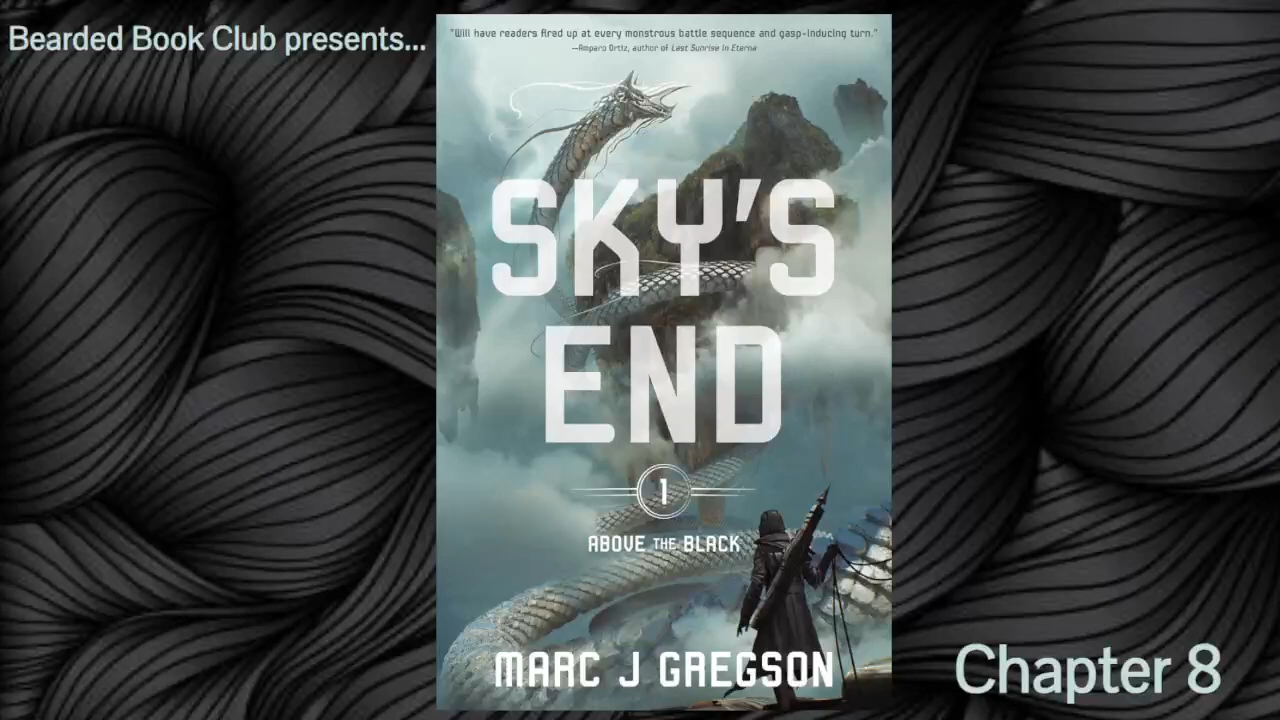 Bearded Book Club presents...
"Will have readers fired up at every monstrous battle sequence and gasp-inducing turn."
—Amparo Ortiz, author of Last Sunrise in Eterna
SKY'S
END
1
ABOVE THE BLACK
MARC J GREGSON
Chapter 8